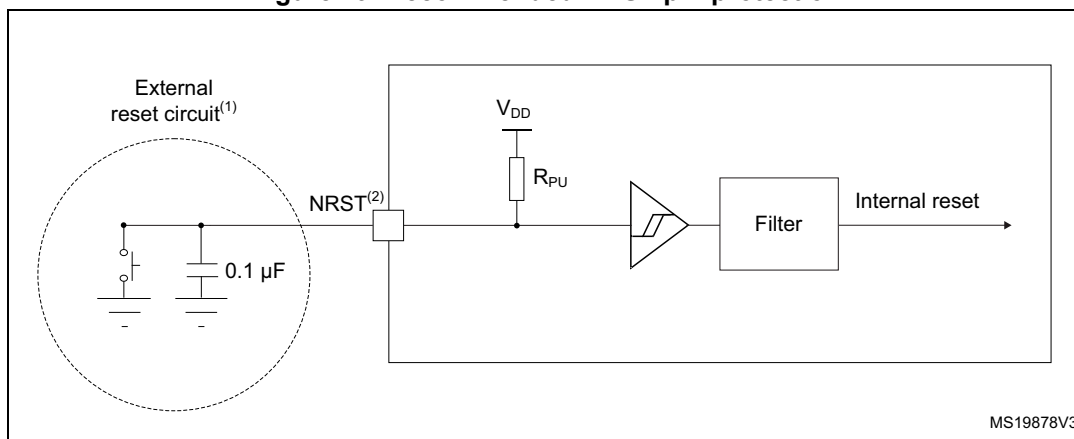 External
reset circuit(1)
VDD
RPU
NRST(2)
Filter
Internal reset
0.1 µF
MS19878V3